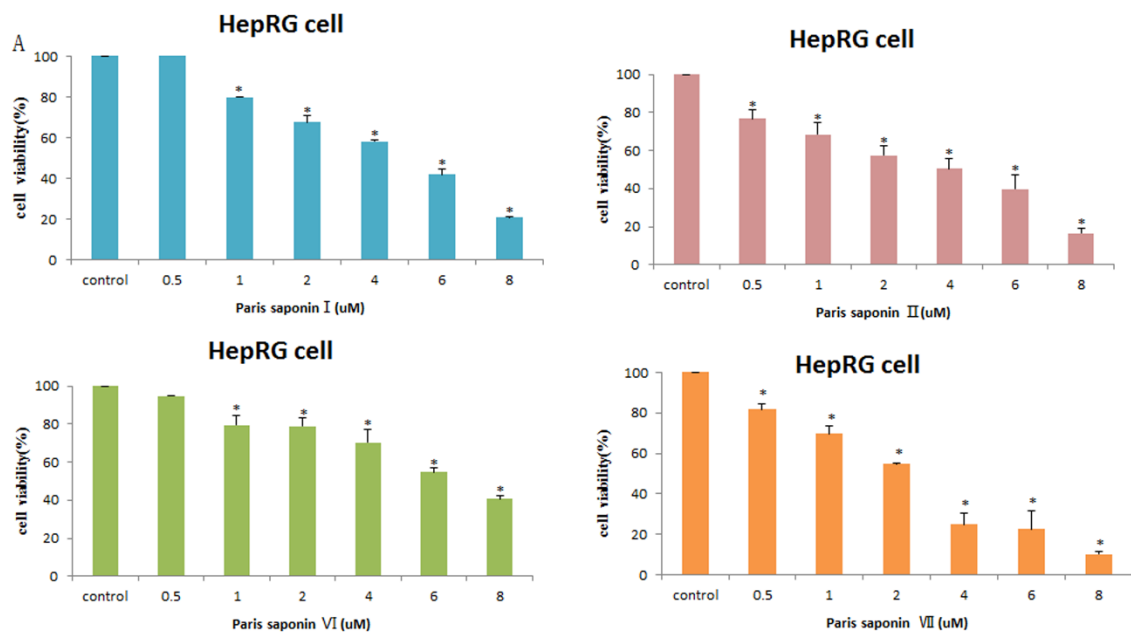 A
HepRG cell
cell viability(%)
100
80
60
40
20
0
*
*
*
*
*
control 0.5 1 2 4 6 8
Paris saponin Ⅰ (uM)
HepRG cell
cell viability(%)
100
80
60
40
20
0
*
*
*
*
*
*
control 0.5 1 2 4 6 8
Paris saponin Ⅱ (uM)
HepRG cell
cell viability(%)
100
80
60
40
20
0
*
*
*
*
*
control 0.5 1 2 4 6 8
Paris saponin Ⅵ (uM)
HepRG cell
cell viability(%)
100
80
60
40
20
0
*
*
*
*
*
*
control 0.5 1 2 4 6 8
Paris saponin Ⅶ (uM)